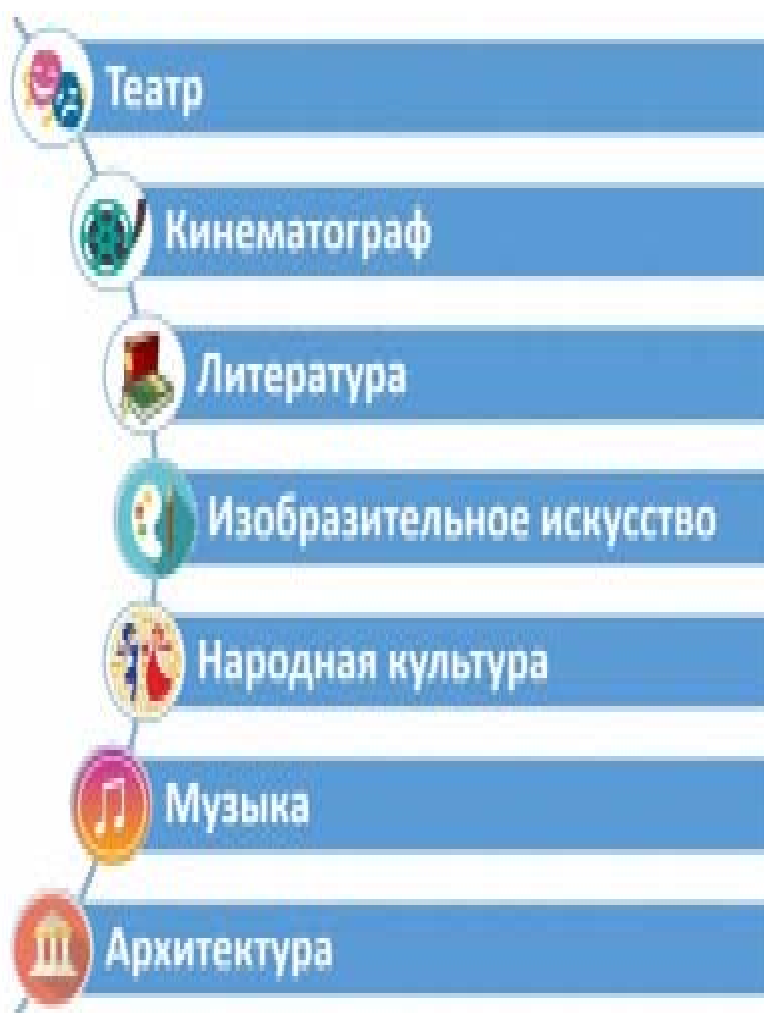 Театр
Кинематограф
Литература
Изобразительное искусство
Народная культура
Музыка
Архитектура